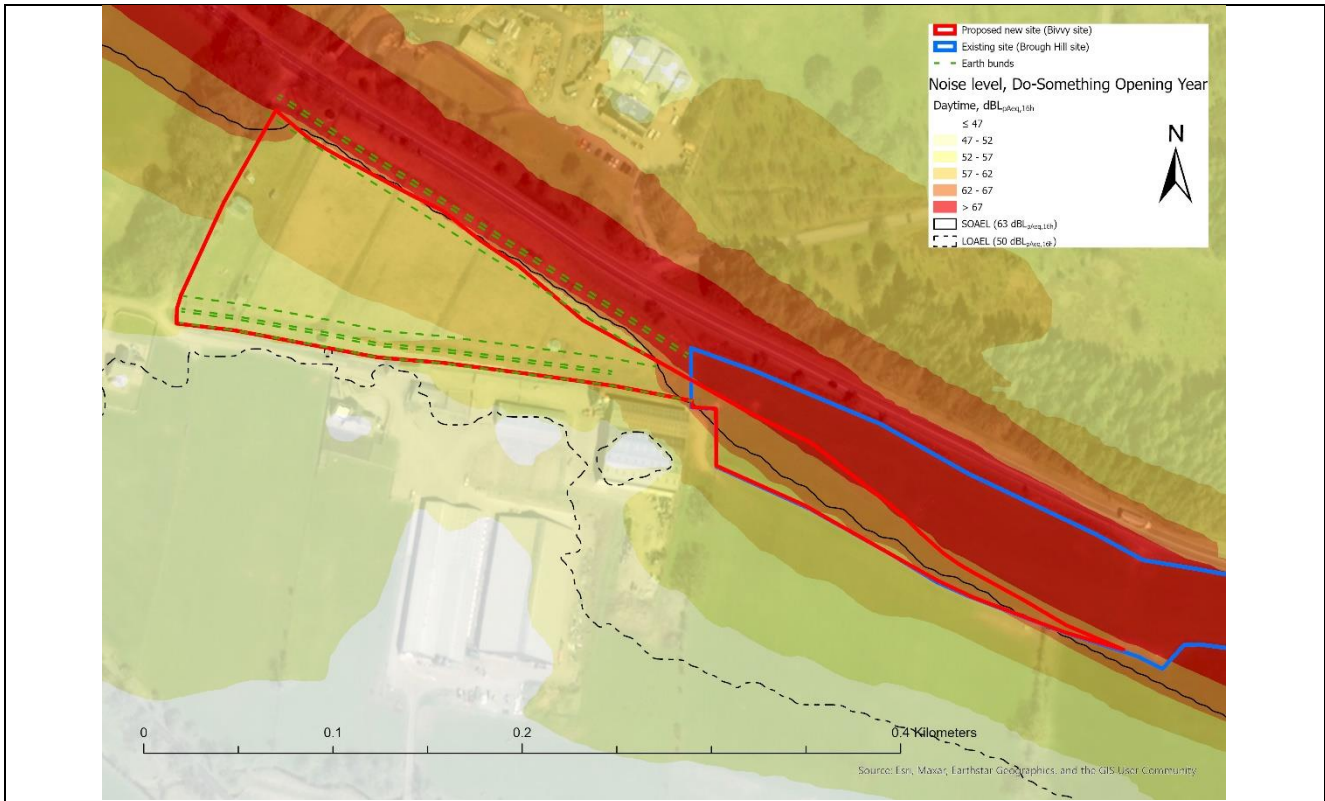 Proposed new site (Bivvy site)
Existing site (Brough Hill site)
Earth bunds
Noise level, Do-Something Opening Year
Daytime, dBLpAeq,16h
≤ 47
47 - 52
52 - 57
57 - 62
62 - 67
> 67
SOAEL (63 dBLpAeq,16h)
LOAEL (50 dBLpAeq,16h)
N
0 0.1 0.2 0.4 Kilometers
Source: Esri, Maxar, Earthstar Geographics, and the GIS User Community